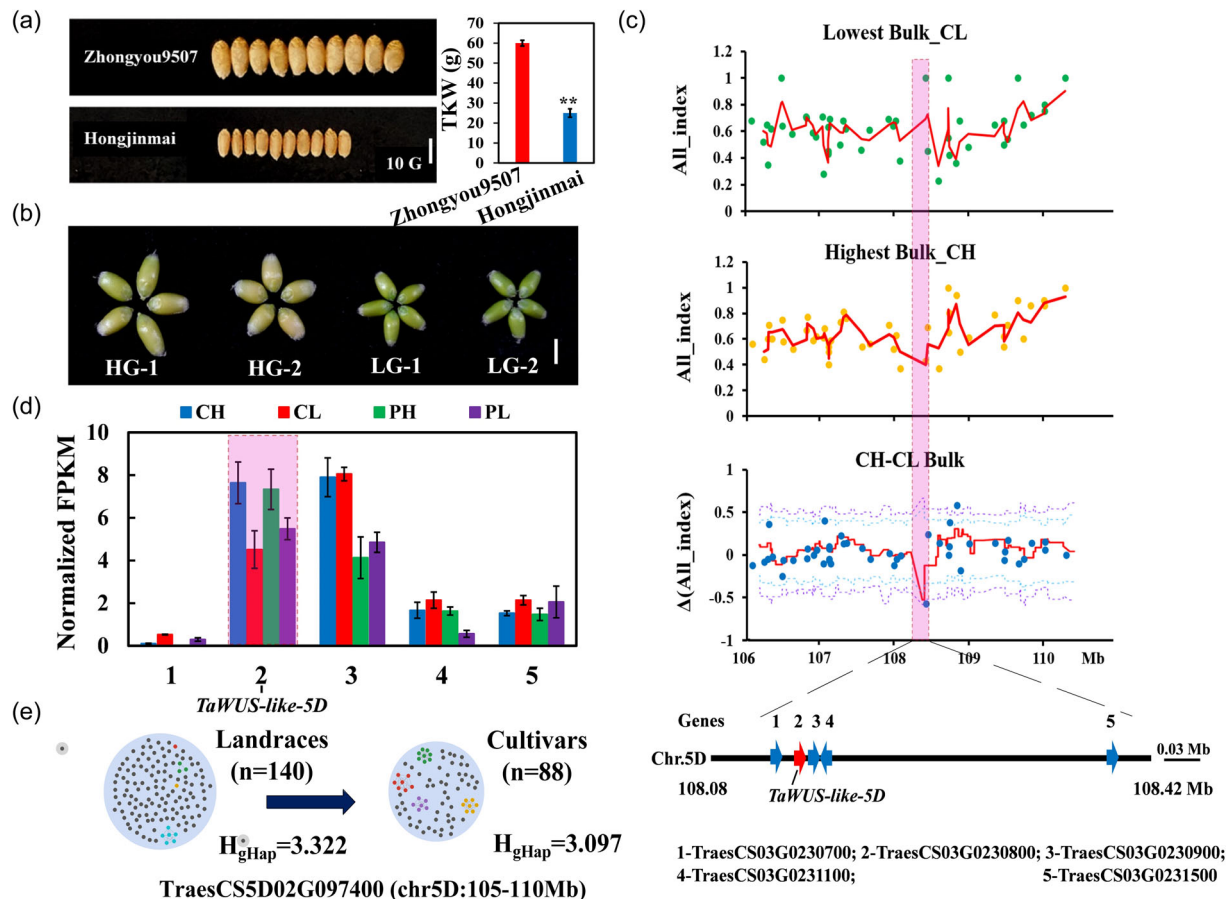 (a)
Zhongyou9507
Hongjinmai
10 G
TKW (g)
70
60
50
40
30
20
10
0
**
Zhongyou9507
Hongjinmai
(b)
HG-1 HG-2 LG-1 LG-2
(c)
Lowest Bulk_CL
All_index
1.2
1
0.8
0.6
0.4
0.2
0
Highest Bulk_CH
All_index
1.2
1
0.8
0.6
0.4
0.2
0
CH-CL Bulk
Δ(All_index)
1
0.5
0
-0.5
-1
106 107 108 109 110 Mb
Genes 1 2 3 4 5
Chr.5D
0.03 Mb
108.08 TaWUS-like-5D 108.42 Mb
1-TraesCS03G0230700; 2-TraesCS03G0230800; 3-TraesCS03G0230900;
4-TraesCS03G0231100; 5-TraesCS03G0231500
(d)
CH CL PH PL
Normalized FPKM
10
8
6
4
2
0
1 2 3 4 5
TaWUS-like-5D
(e)
Landraces Cultivars
(n=140) (n=88)
HgHap=3.322 HgHap=3.097
TraesCS5D02G097400 (chr5D:105-110Mb)